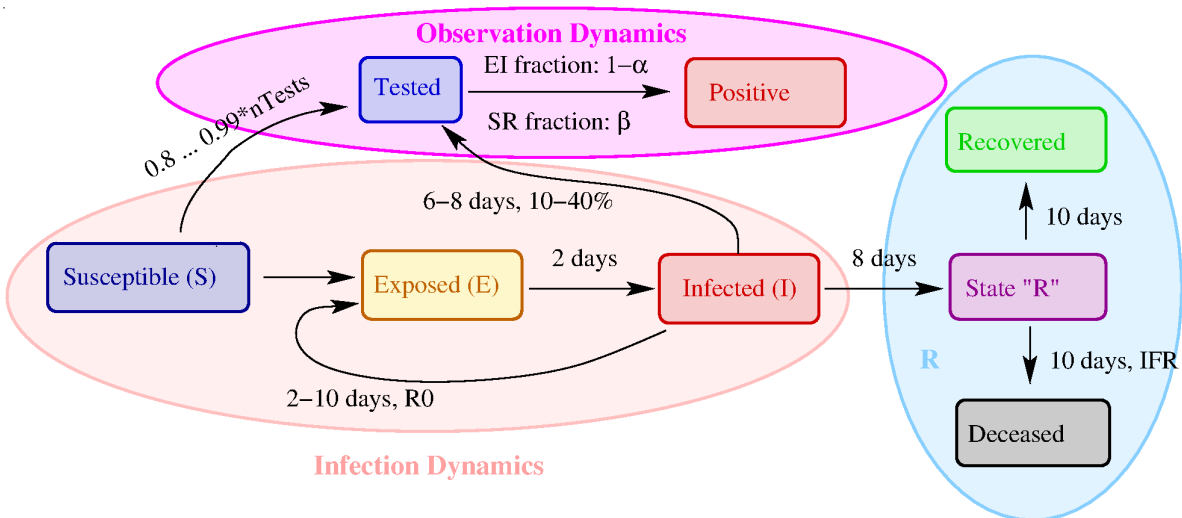 Observation Dynamics
EI fraction: 1−α
Tested
Positive
SR fraction: β
0.8 ... 0.99*nTests
Recovered
6−8 days, 10−40%
10 days
Susceptible (S)
Exposed (E)
2 days
Infected (I)
8 days
State "R"
R
10 days, IFR
2−10 days, R0
Deceased
Infection Dynamics